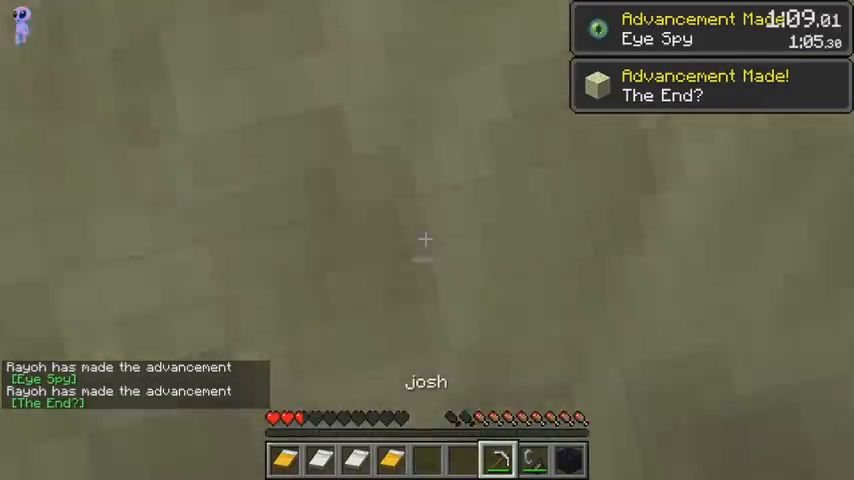 Advancement Made!
1:09.01
Eye Spy
1:05.30
Advancement Made!
The End?
Rayoh has made the advancement
[Eye Spy]
Rayoh has made the advancement
[The End?]
josh